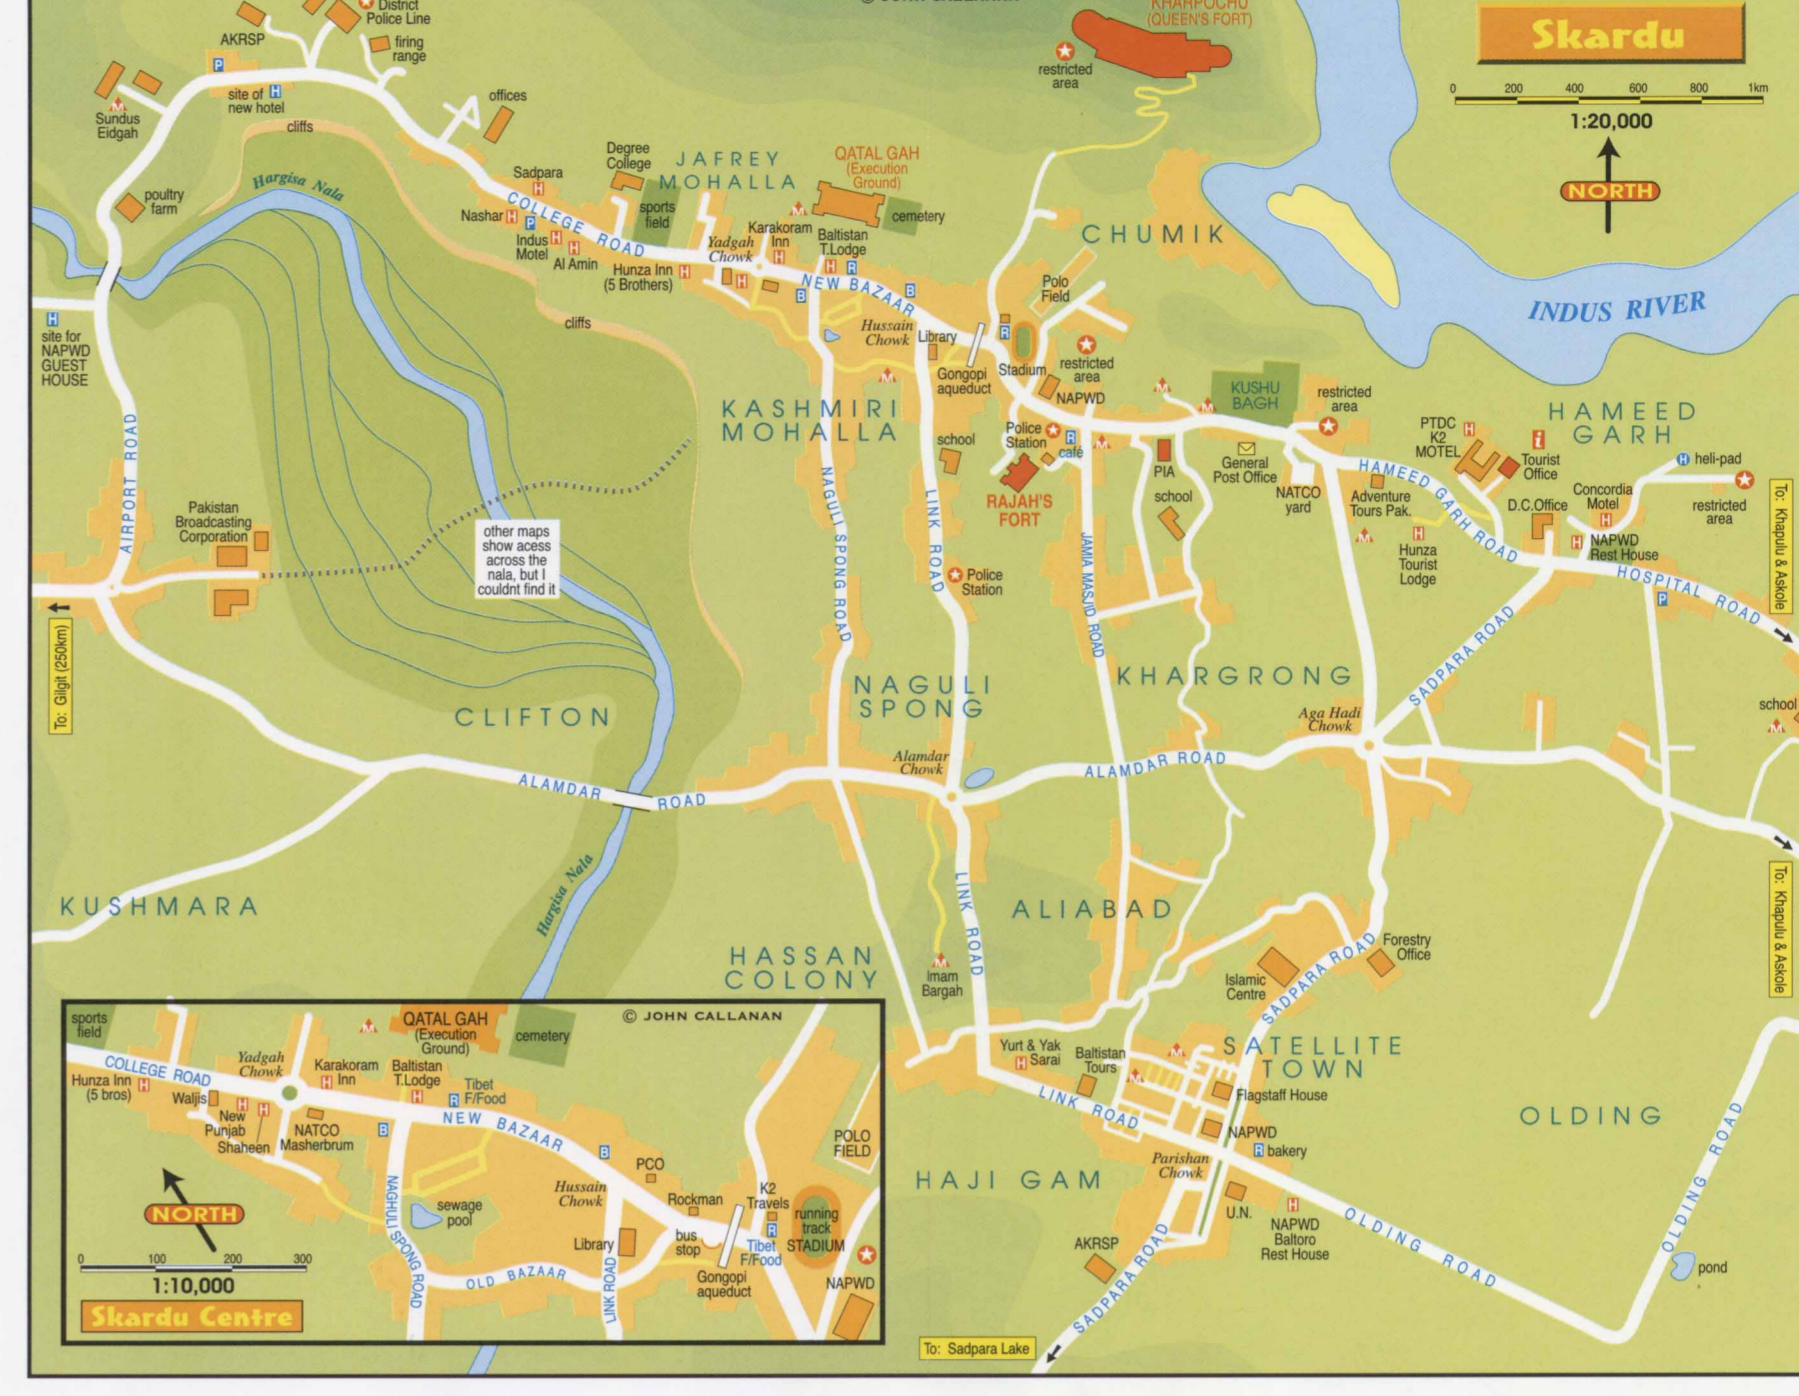 © JOHN CALLANAN
KHARPOCHU
(QUEEN'S FORT)
restricted
area
Skardu
0 200 400 600 800 1km
1:20,000
NORTH
District
Police Line
AKRSP
firing
range
P
site of
new hotel
H
Sundus
Eidgah
offices
cliffs
Hargisa Nala
poultry
farm
Sadpara
H
Nashar H
P
Indus
Motel
H
Al Amin
H
COLLEGE ROAD
Degree
College
sports
field
JAFREY
MOHALLA
QATAL GAH
(Execution
Ground)
cemetery
Yadgah
Chowk
Karakoram
Inn
H
Baltistan
T.Lodge
H R
Hunza Inn
(5 Brothers)
H
H
B
NEW BAZAAR
B
CHUMIK
Polo
Field
INDUS RIVER
H
site for
NAPWD
GUEST
HOUSE
cliffs
Hussain
Chowk
Library
Gongopi
aqueduct
R
Stadium
restricted
area
NAPWD
KASHMIRI
MOHALLA
KUSHU
BAGH
restricted
area
HAMEED
GARH
PTDC
K2
MOTEL
H
i
Tourist
Office
H heli-pad
restricted
area
Concordia
Motel
H
D.C.Office
H NAPWD
Rest House
Police
Station
R
café
RAJAH'S
FORT
school
PIA
school
General
Post Office
NATCO
yard
HAMEED GARH ROAD
Adventure
Tours Pak.
H
Hunza
Tourist
Lodge
HOSPITAL ROAD
P
To: Khapulu & Askole
AIRPORT ROAD
Pakistan
Broadcasting
Corporation
other maps
show acess
across the
nala, but I
couldnt find it
To: Gilgit (250km)
NAGULI SPONG ROAD
LINK ROAD
Police
Station
JAMIA MASJID ROAD
KHARGRONG
SADPARA ROAD
Aga Hadi
Chowk
school
CLIFTON
NAGULI
SPONG
Alamdar
Chowk
ALAMDAR ROAD
ALAMDAR ROAD
To: Khapulu & Askole
KUSHMARA
Hargisa Nala
HASSAN
COLONY
LINK ROAD
Imam
Bargah
ALIABAD
Islamic
Centre
SADPARA ROAD
Forestry
Office
SATELLITE
TOWN
Yurt & Yak
H Sarai
Baltistan
Tours
LINK ROAD
Flagstaff House
NAPWD
R bakery
Parishan
Chowk
HAJI GAM
U.N.
H
NAPWD
Baltoro
Rest House
OLDING
OLDING ROAD
OLDING ROAD
pond
AKRSP
SADPARA ROAD
To: Sadpara Lake
sports
field
QATAL GAH
(Execution
Ground)
cemetery
© JOHN CALLANAN
COLLEGE ROAD
Yadgah
Chowk
Karakoram
Inn
H
Baltistan
T.Lodge
H
R
Tibet
F/Food
Hunza Inn
(5 bros)
H
Waljis
H
New
Punjab
H
Shaheen
NATCO
Masherbrum
B
NEW BAZAAR
B
PCO
POLO
FIELD
NORTH
NAGHULI SPONG ROAD
sewage
pool
Hussain
Chowk
Rockman
K2
Travels
R
Tibet
F/Food
running
track
STADIUM
Library
bus
stop
Gongopi
aqueduct
NAPWD
OLD BAZAAR
LINK ROAD
0 100 200 300
1:10,000
Skardu Centre